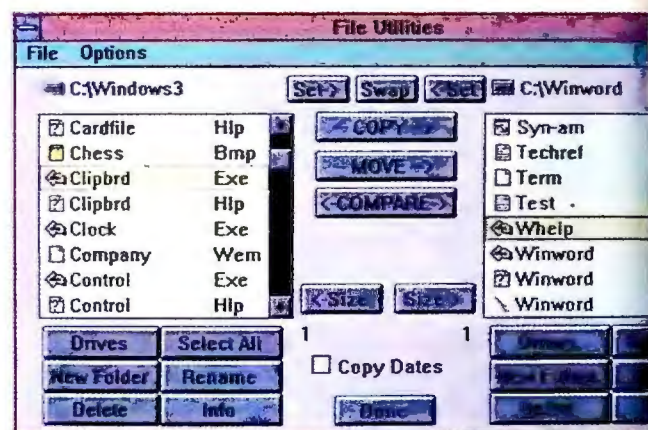 File Utilities
File Options
C:\Windows3 Set-> Swap <-Set C:\Winword
Cardfile Hlp
Chess Bmp
Clipbrd Exe
Clipbrd Hlp
Clock Exe
Company Wem
Control Exe
Control Hlp
COPY
MOVE ->
<-COMPARE->
<-Size Size->
1 1
Copy Dates
Done
Syn-am
Techref
Term
Test
Whelp
Winword
Winword
Winword
Drives Select All
New Folder Rename
Delete Info